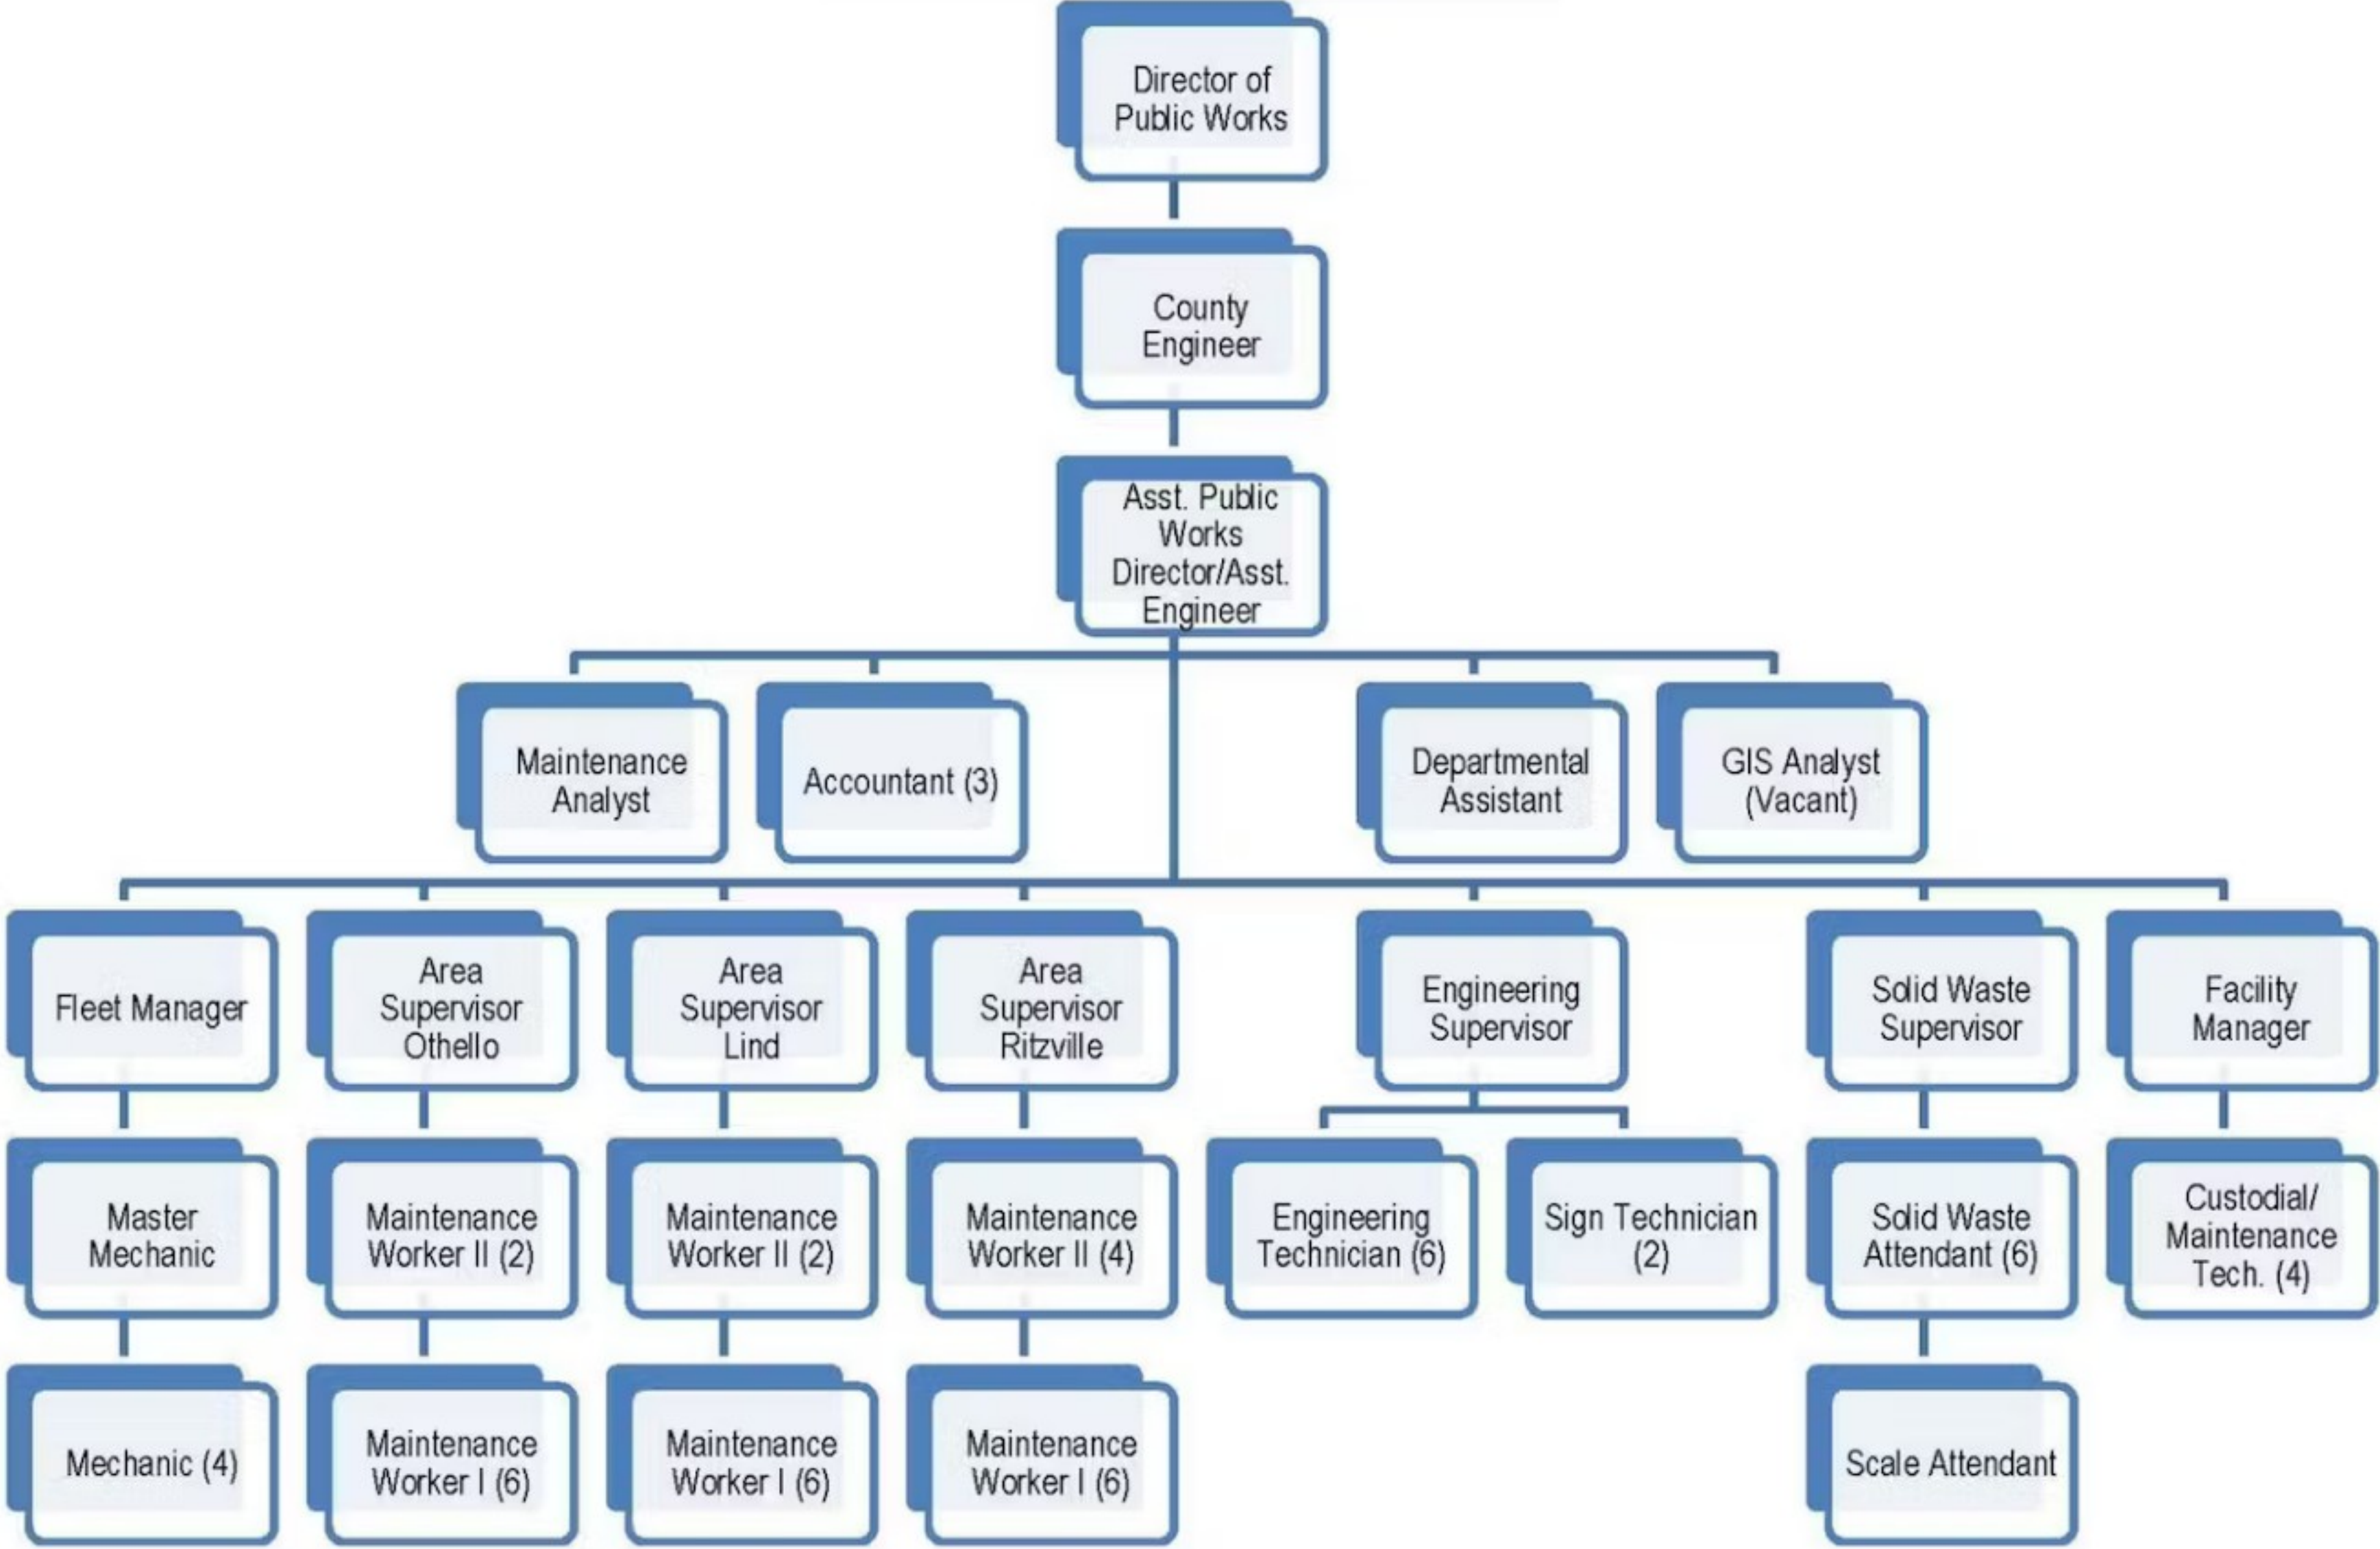 Director of
Public Works
County
Engineer
Asst. Public
Works
Director/Asst.
Engineer
Maintenance
Analyst
Accountant (3)
Departmental
Assistant
GIS Analyst
(Vacant)
Fleet Manager
Area
Supervisor
Othello
Area
Supervisor
Lind
Area
Supervisor
Ritzville
Engineering
Supervisor
Solid Waste
Supervisor
Facility
Manager
Master
Mechanic
Maintenance
Worker II (2)
Maintenance
Worker II (2)
Maintenance
Worker II (4)
Engineering
Technician (6)
Sign Technician
(2)
Solid Waste
Attendant (6)
Custodial/
Maintenance
Tech. (4)
Mechanic (4)
Maintenance
Worker I (6)
Maintenance
Worker I (6)
Maintenance
Worker I (6)
Scale Attendant